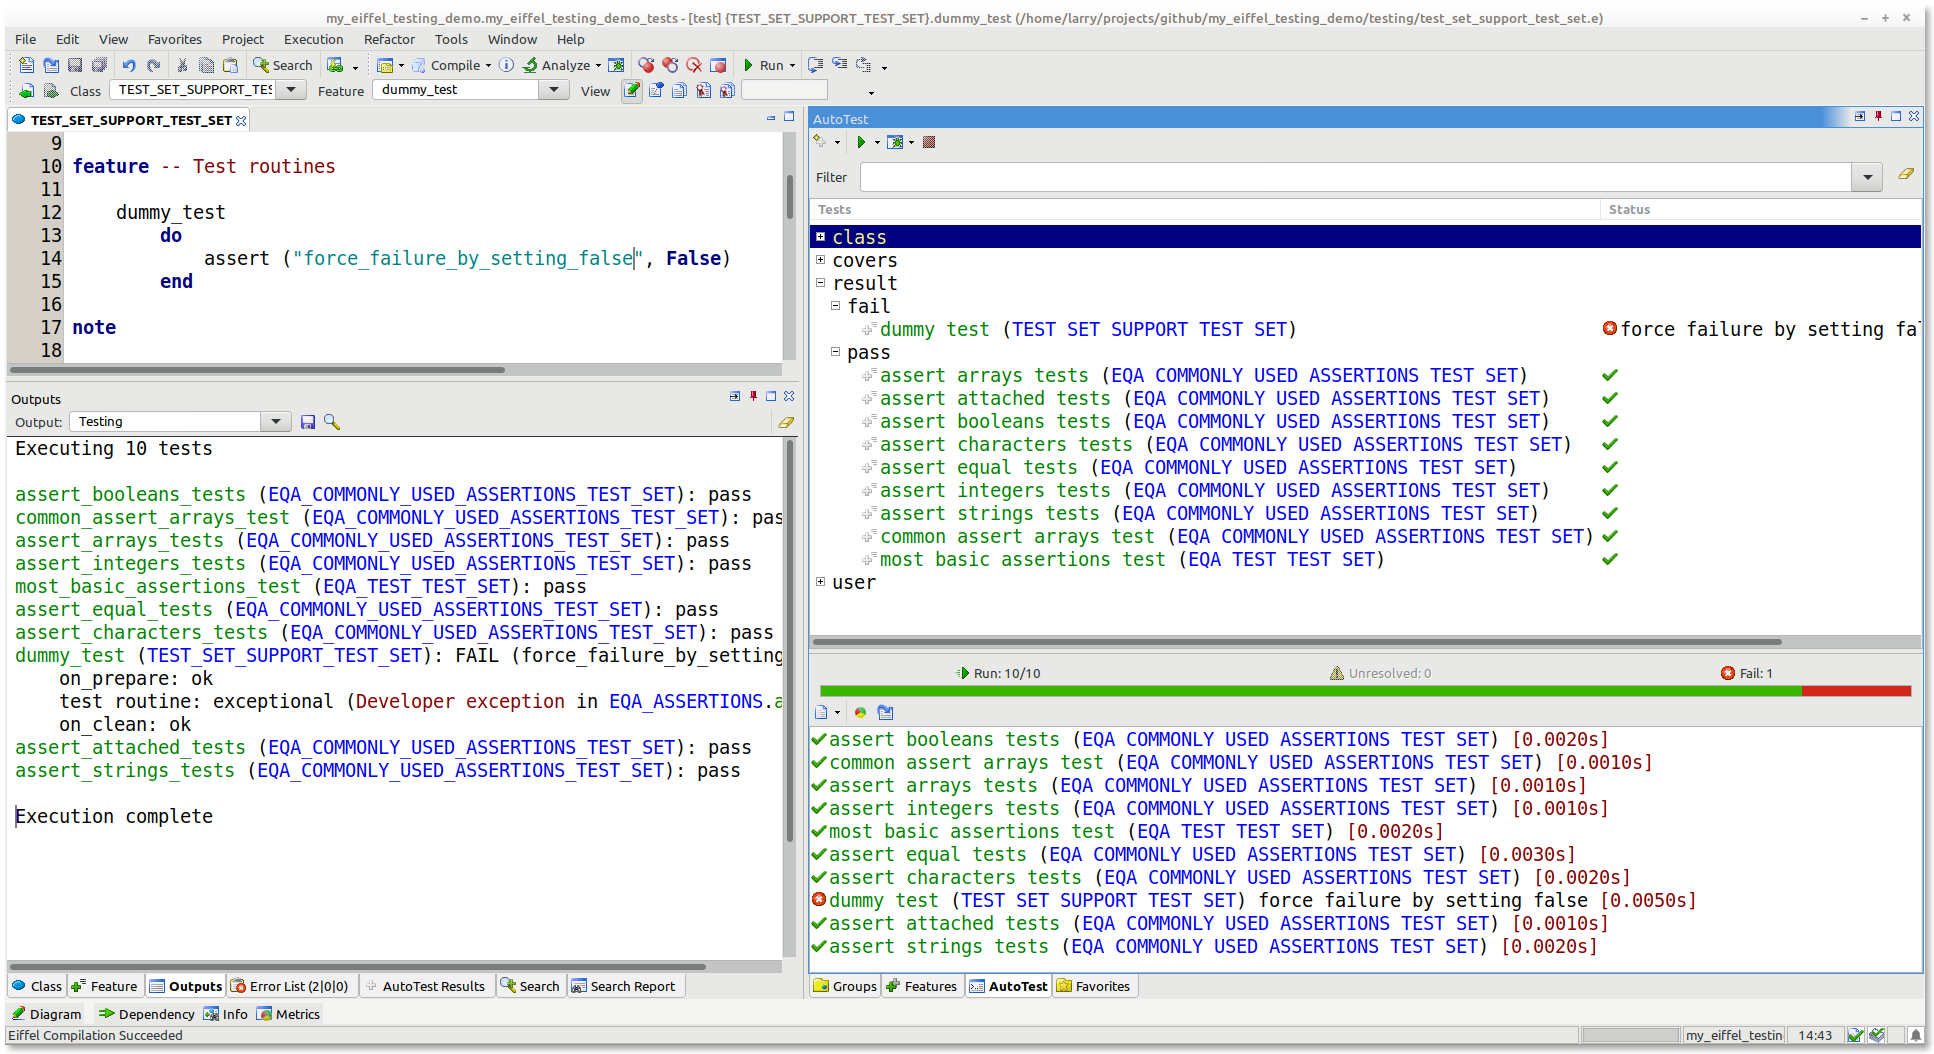 my_eiffel_testing_demo.my_eiffel_testing_demo_tests - [test] {TEST_SET_SUPPORT_TEST_SET}.dummy_test (/home/larry/projects/github/my_eiffel_testing_demo/testing/test_set_support_test_set.e)
File Edit View Favorites Project Execution Refactor Tools Window Help
Search Compile Analyze Run
Class TEST_SET_SUPPORT_TES Feature dummy_test View
TEST_SET_SUPPORT_TEST_SET
9
10 feature -- Test routines
11
12 dummy_test
13 do
14 assert ("force_failure_by_setting_false", False)
15 end
16
17 note
18
Outputs
Output: Testing
Executing 10 tests
assert_booleans_tests (EQA_COMMONLY_USED_ASSERTIONS_TEST_SET): pass
common_assert_arrays_test (EQA_COMMONLY_USED_ASSERTIONS_TEST_SET): pas
assert_arrays_tests (EQA_COMMONLY_USED_ASSERTIONS_TEST_SET): pass
assert_integers_tests (EQA_COMMONLY_USED_ASSERTIONS_TEST_SET): pass
most_basic_assertions_test (EQA_TEST_TEST_SET): pass
assert_equal_tests (EQA_COMMONLY_USED_ASSERTIONS_TEST_SET): pass
assert_characters_tests (EQA_COMMONLY_USED_ASSERTIONS_TEST_SET): pass
dummy_test (TEST_SET_SUPPORT_TEST_SET): FAIL (force_failure_by_setting
on_prepare: ok
test routine: exceptional (Developer exception in EQA_ASSERTIONS.a
on_clean: ok
assert_attached_tests (EQA_COMMONLY_USED_ASSERTIONS_TEST_SET): pass
assert_strings_tests (EQA_COMMONLY_USED_ASSERTIONS_TEST_SET): pass
Execution complete
Class Feature Outputs Error List (2|0|0) AutoTest Results Search Search Report
AutoTest
Filter
Tests Status
class
covers
result
fail
dummy test (TEST SET SUPPORT TEST SET) force failure by setting fal
pass
assert arrays tests (EQA COMMONLY USED ASSERTIONS TEST SET)
assert attached tests (EQA COMMONLY USED ASSERTIONS TEST SET)
assert booleans tests (EQA COMMONLY USED ASSERTIONS TEST SET)
assert characters tests (EQA COMMONLY USED ASSERTIONS TEST SET)
assert equal tests (EQA COMMONLY USED ASSERTIONS TEST SET)
assert integers tests (EQA COMMONLY USED ASSERTIONS TEST SET)
assert strings tests (EQA COMMONLY USED ASSERTIONS TEST SET)
common assert arrays test (EQA COMMONLY USED ASSERTIONS TEST SET)
most basic assertions test (EQA TEST TEST SET)
user
Run: 10/10 Unresolved: 0 Fail: 1
assert booleans tests (EQA COMMONLY USED ASSERTIONS TEST SET) [0.0020s]
common assert arrays test (EQA COMMONLY USED ASSERTIONS TEST SET) [0.0010s]
assert arrays tests (EQA COMMONLY USED ASSERTIONS TEST SET) [0.0010s]
assert integers tests (EQA COMMONLY USED ASSERTIONS TEST SET) [0.0010s]
most basic assertions test (EQA TEST TEST SET) [0.0020s]
assert equal tests (EQA COMMONLY USED ASSERTIONS TEST SET) [0.0030s]
assert characters tests (EQA COMMONLY USED ASSERTIONS TEST SET) [0.0020s]
dummy test (TEST SET SUPPORT TEST SET) force failure by setting false [0.0050s]
assert attached tests (EQA COMMONLY USED ASSERTIONS TEST SET) [0.0010s]
assert strings tests (EQA COMMONLY USED ASSERTIONS TEST SET) [0.0020s]
Groups Features AutoTest Favorites
Diagram Dependency Info Metrics
Eiffel Compilation Succeeded my_eiffel_testin 14:43